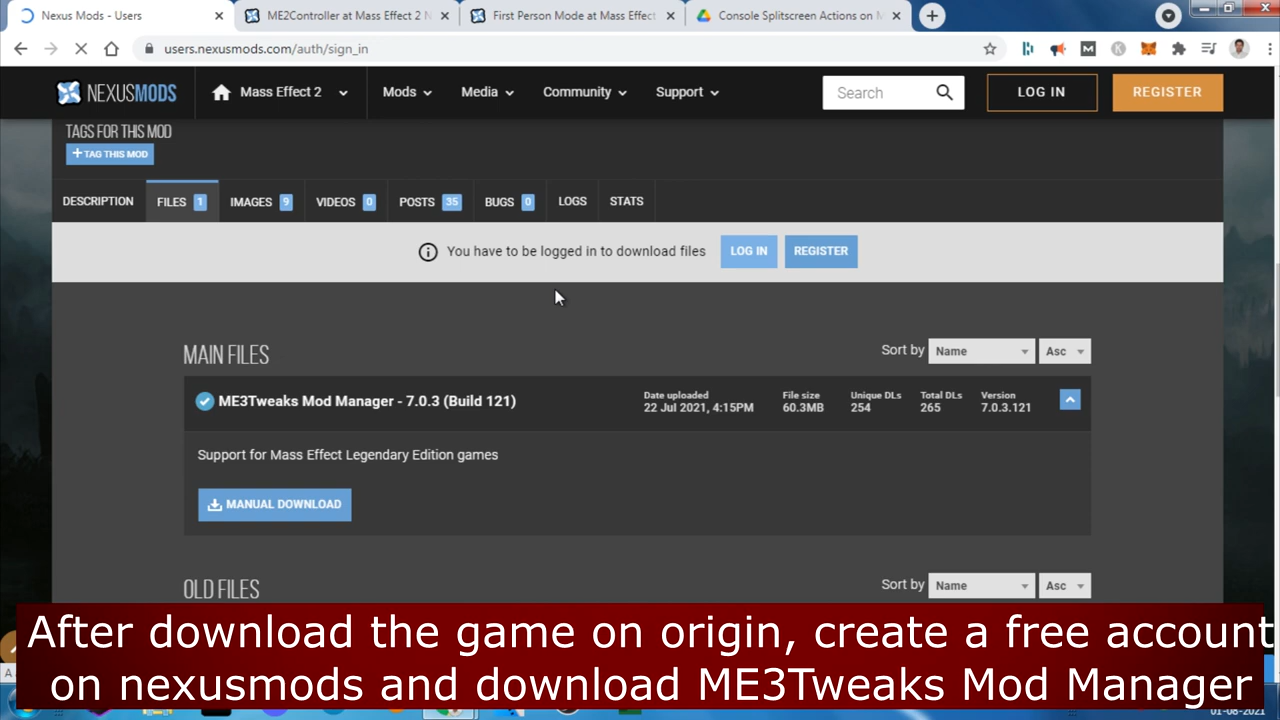 Nexus Mods - Users
ME2Controller at Mass Effect 2 N
First Person Mode at Mass Effect
Console Splitscreen Actions on M
users.nexusmods.com/auth/sign_in
NEXUSMODS
Mass Effect 2
Mods
Media
Community
Support
Search
LOG IN
REGISTER
TAGS FOR THIS MOD
+ TAG THIS MOD
DESCRIPTION
FILES 1
IMAGES 9
VIDEOS 0
POSTS 35
BUGS 0
LOGS
STATS
You have to be logged in to download files
LOG IN
REGISTER
MAIN FILES
Sort by Name Asc
ME3Tweaks Mod Manager - 7.0.3 (Build 121)
Date uploaded
22 Jul 2021, 4:15PM
File size
60.3MB
Unique DLs
254
Total DLs
265
Version
7.0.3.121
Support for Mass Effect Legendary Edition games
MANUAL DOWNLOAD
OLD FILES
Sort by Name Asc
After download the game on origin, create a free account
on nexusmods and download ME3Tweaks Mod Manager
01-08-2021